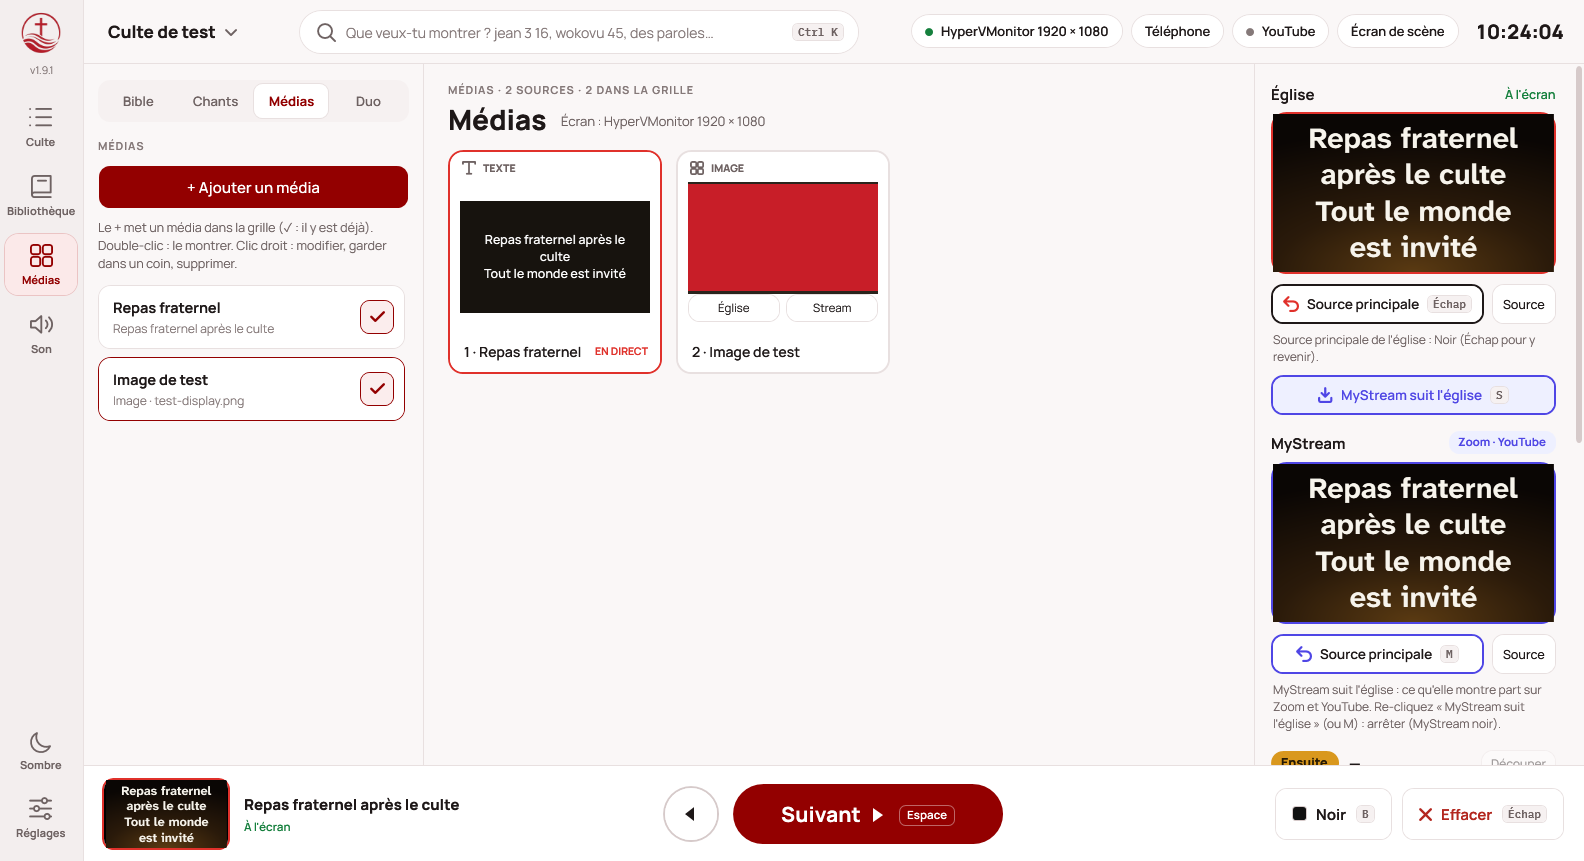 v1.9.1
Culte
Bibliothèque
Médias
Son
Sombre
Réglages
Culte de test
Que veux-tu montrer ? jean 3 16, wokovu 45, des paroles...
Ctrl K
HyperVMonitor 1920 × 1080
Téléphone
YouTube
Écran de scène
10:24:04
Bible
Chants
Médias
Duo
MÉDIAS
+ Ajouter un média
Le + met un média dans la grille (✓ : il y est déjà).
Double-clic : le montrer. Clic droit : modifier, garder
dans un coin, supprimer.
Repas fraternel
Repas fraternel après le culte
Image de test
Image · test-display.png
MÉDIAS · 2 SOURCES · 2 DANS LA GRILLE
Médias
Écran : HyperVMonitor 1920 × 1080
TEXTE
Repas fraternel après le
culte
Tout le monde est invité
1 · Repas fraternel
EN DIRECT
IMAGE
Église
Stream
2 · Image de test
Église
À l'écran
Repas fraternel
après le culte
Tout le monde
est invité
Source principale
Échap
Source
Source principale de l'église : Noir (Échap pour y
revenir).
MyStream suit l'église
S
MyStream
Zoom · YouTube
Repas fraternel
après le culte
Tout le monde
est invité
Source principale
M
Source
MyStream suit l'église : ce qu'elle montre part sur
Zoom et YouTube. Re-cliquez « MyStream suit
l'église » (ou M) : arrêter (MyStream noir).
Ensuite
–
Découper
Repas fraternel
après le culte
Tout le monde
est invité
Repas fraternel après le culte
À l'écran
Suivant
Espace
Noir
B
Effacer
Échap